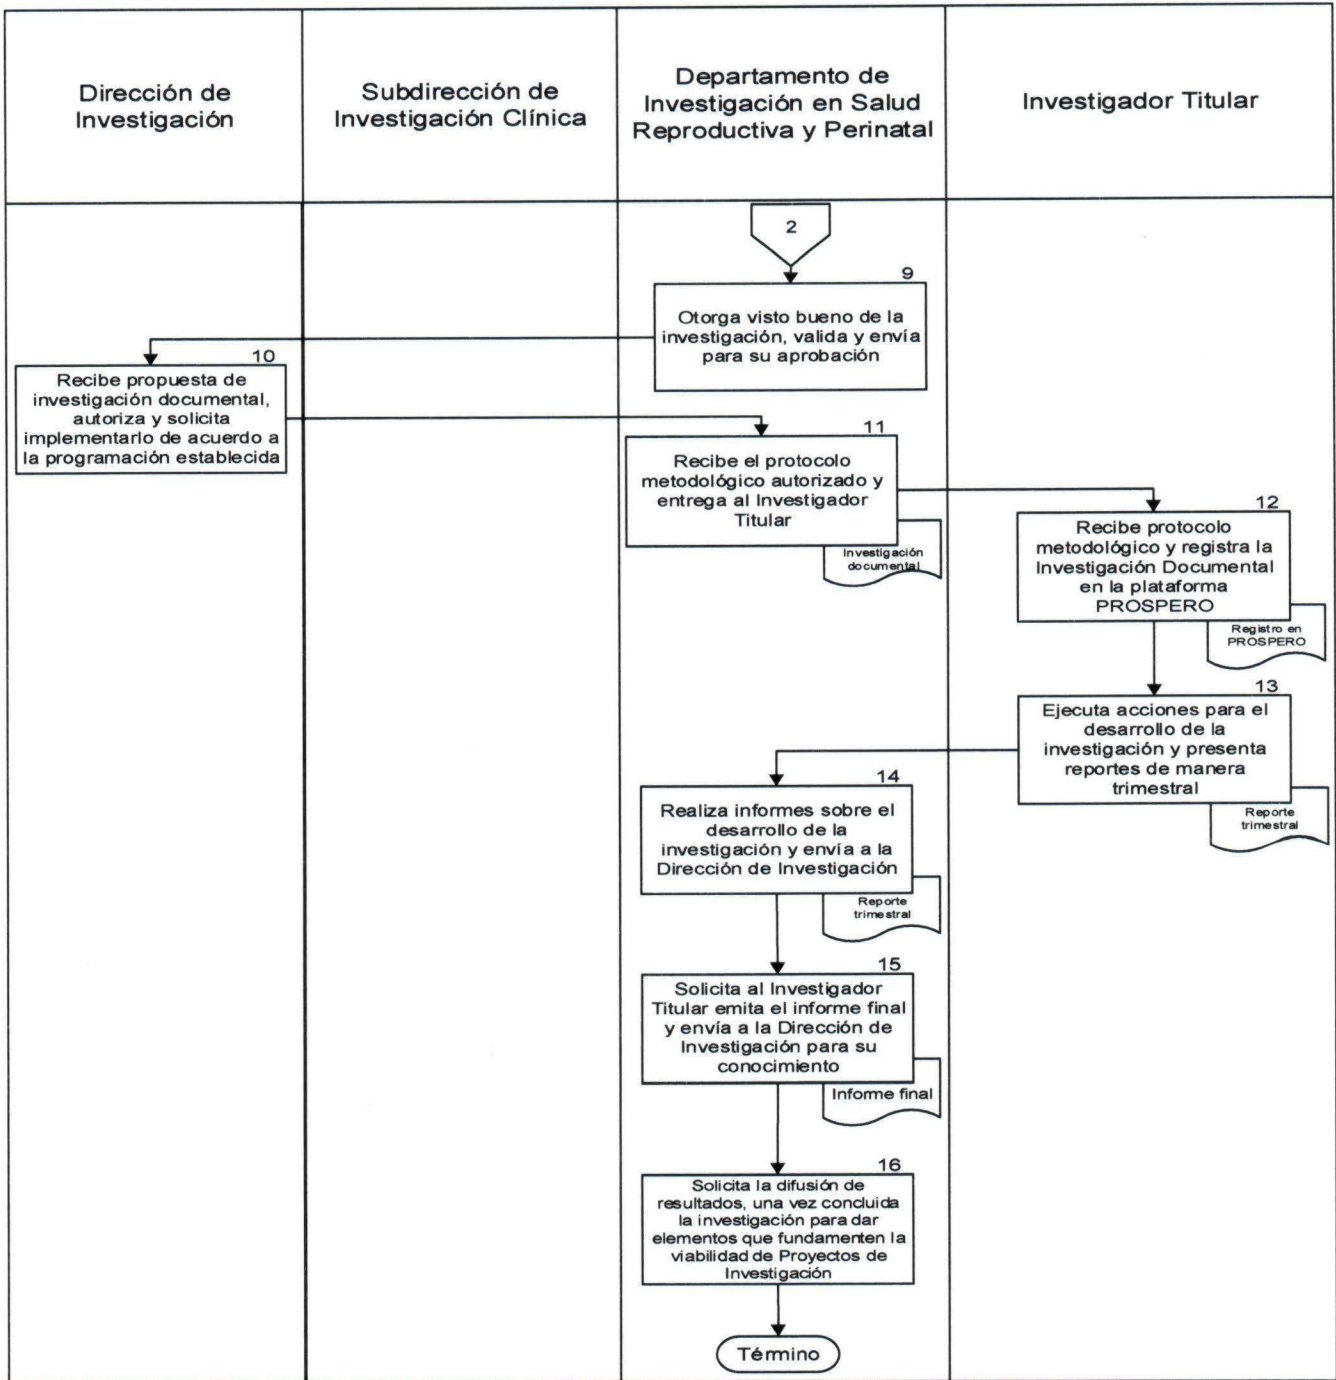 Dirección de
Investigación
Subdirección de
Investigación Clínica
Departamento de
Investigación en Salud
Reproductiva y Perinatal
Investigador Titular
2
9
Otorga visto bueno de la
investigación, valida y envía
para su aprobación
10
Recibe propuesta de
investigación documental,
autoriza y solicita
implementarlo de acuerdo a
la programación establecida
11
Recibe el protocolo
metodológico autorizado y
entrega al Investigador
Titular
Investigación
documental
12
Recibe protocolo
metodológico y registra la
Investigación Documental
en la plataforma
PROSPERO
Registro en
PROSPERO
13
Ejecuta acciones para el
desarrollo de la
investigación y presenta
reportes de manera
trimestral
Reporte
trimestral
14
Realiza informes sobre el
desarrollo de la
investigación y envía a la
Dirección de Investigación
Reporte
trimestral
15
Solicita al Investigador
Titular emita el informe final
y envía a la Dirección de
Investigación para su
conocimiento
Informe final
16
Solicita la difusión de
resultados, una vez concluida
la investigación para dar
elementos que fundamenten la
viabilidad de Proyectos de
Investigación
Término